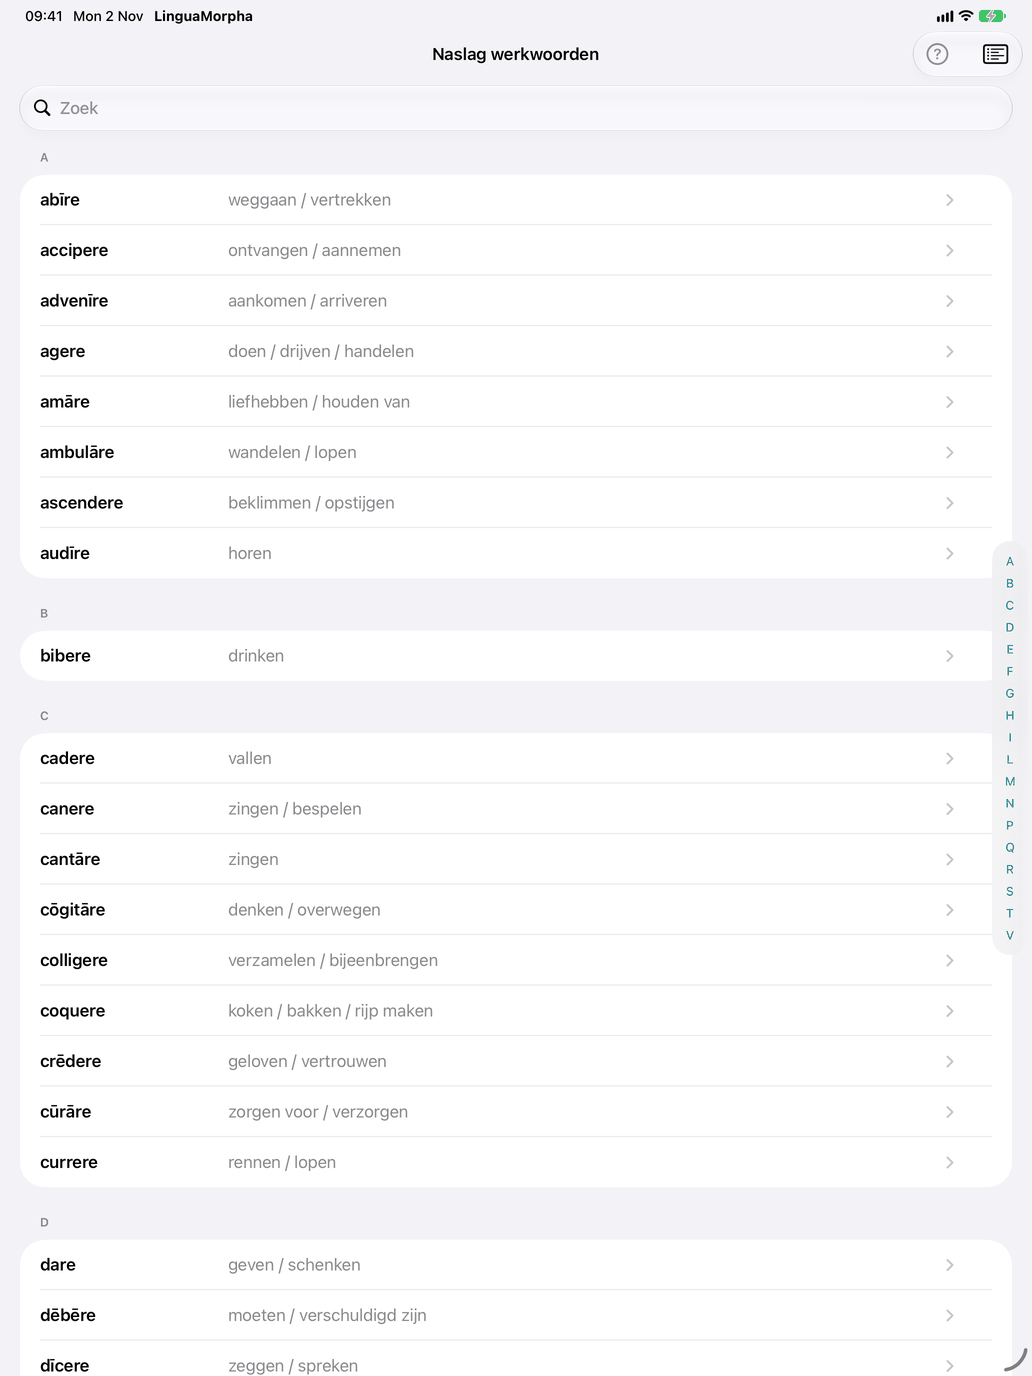 09:41 Mon 2 Nov LinguaMorpha
Naslag werkwoorden
?
Zoek
A
abīre weggaan / vertrekken
accipere ontvangen / aannemen
advenīre aankomen / arriveren
agere doen / drijven / handelen
amāre liefhebben / houden van
ambulāre wandelen / lopen
ascendere beklimmen / opstijgen
audīre horen
B
bibere drinken
C
cadere vallen
canere zingen / bespelen
cantāre zingen
cōgitāre denken / overwegen
colligere verzamelen / bijeenbrengen
coquere koken / bakken / rijp maken
crēdere geloven / vertrouwen
cūrāre zorgen voor / verzorgen
currere rennen / lopen
D
dare geven / schenken
dēbēre moeten / verschuldigd zijn
dīcere zeggen / spreken
A
B
C
D
E
F
G
H
I
L
M
N
P
Q
R
S
T
V